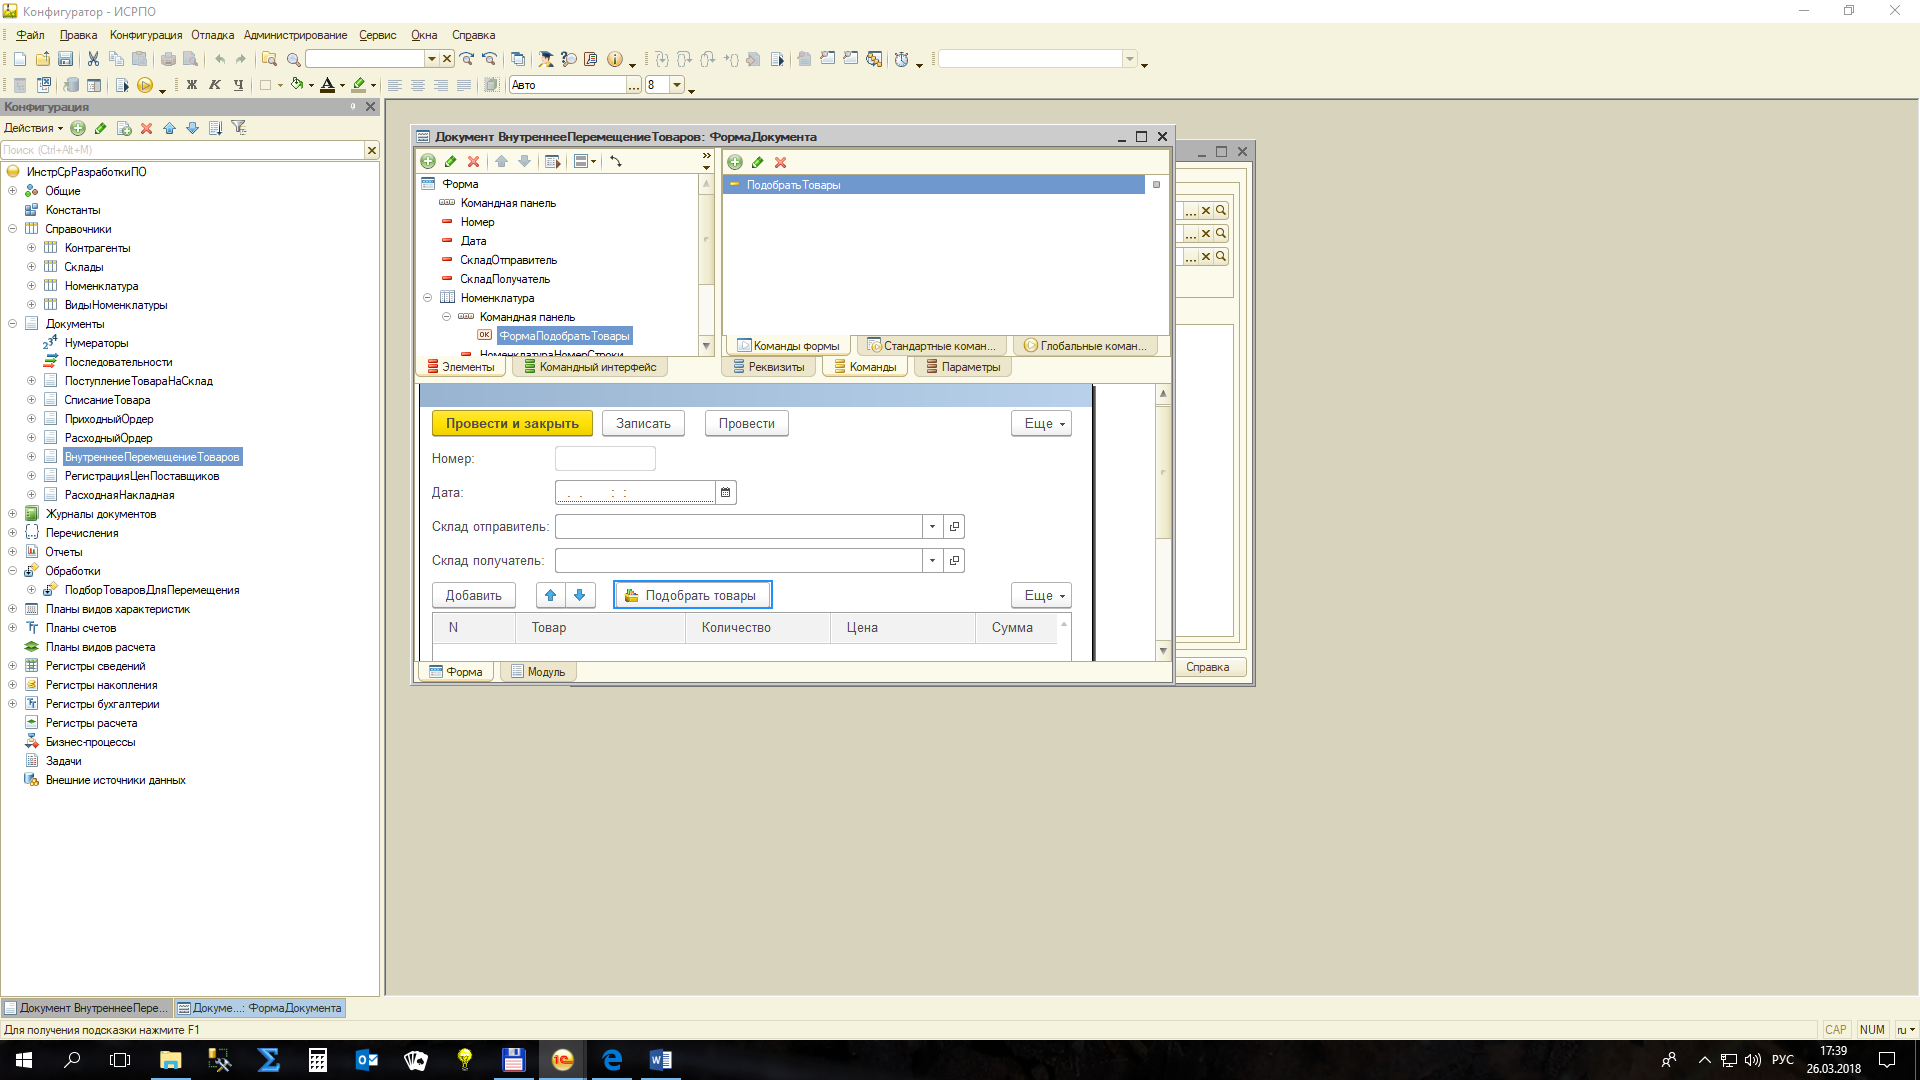 Конфигуратор - ИСРПО
Файл Правка Конфигурация Отладка Администрирование Сервис Окна Справка
Ж К Ч Авто 8
Конфигурация
Действия
Поиск (Ctrl+Alt+M)
ИнстрСрРазработкиПО
Общие
Константы
Справочники
Контрагенты
Склады
Номенклатура
ВидыНоменклатуры
Документы
Нумераторы
Последовательности
ПоступлениеТовараНаСклад
СписаниеТовара
ПриходныйОрдер
РасходныйОрдер
ВнутреннееПеремещениеТоваров
РегистрацияЦенПоставщиков
РасходнаяНакладная
Журналы документов
Перечисления
Отчеты
Обработки
ПодборТоваровДляПеремещения
Планы видов характеристик
Планы счетов
Планы видов расчета
Регистры сведений
Регистры накопления
Регистры бухгалтерии
Регистры расчета
Бизнес-процессы
Задачи
Внешние источники данных
Документ ВнутреннееПеремещениеТоваров: ФормаДокумента
Форма
Командная панель
Номер
Дата
СкладОтправитель
СкладПолучатель
Номенклатура
Командная панель
OK ФормаПодобратьТовары
НоменклатураНомерСтроки
Элементы Командный интерфейс
ПодобратьТовары
Команды формы Стандартные коман... Глобальные коман...
Реквизиты Команды Параметры
Провести и закрыть Записать Провести Еще
Номер:
Дата: . . : :
Склад отправитель:
Склад получатель:
Добавить Подобрать товары Еще
N Товар Количество Цена Сумма
Форма Модуль
Справка
Документ ВнутреннееПере... Докуме...: ФормаДокумента
Для получения подсказки нажмите F1
CAP NUM ru
РУС 17:39
26.03.2018